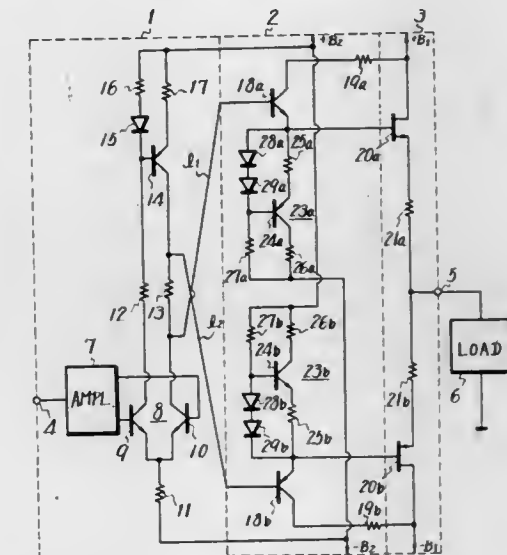 1
2
3
+B2
+B1
16
17
18a
19a
15
14
l1
28a
25a
20a
29a
23a
24a
21a
27a
26a
5
12
13
l2
27b
26b
7
24b
LOAD
AMPL.
8
23b
6
4
28b
21b
9
10
29b
25b
20b
11
18b
19b
-B2
-B1